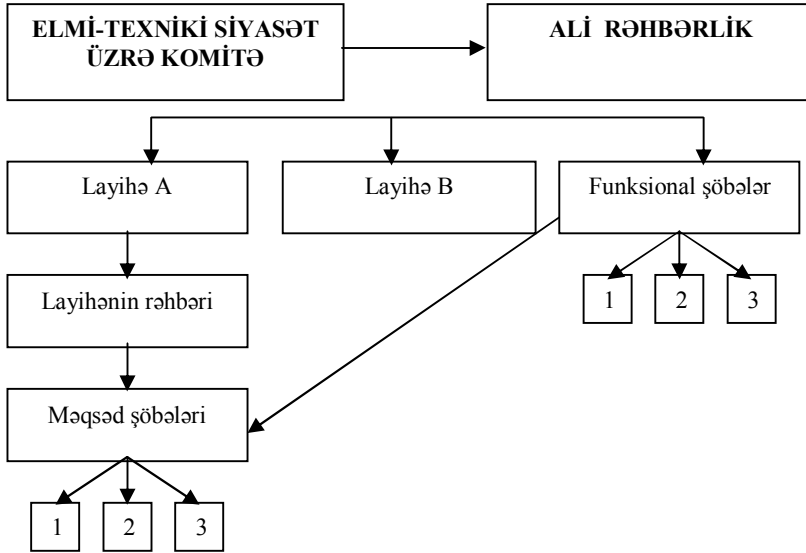 ELMİ-TEXNİKİ SİYASƏT
ÜZRƏ KOMİTƏ
ALİ RƏHBƏRLİK
Layihə A
Layihə B
Funksional şöbələr
Layihənin rəhbəri
1
2
3
Məqsəd şöbələri
1
2
3